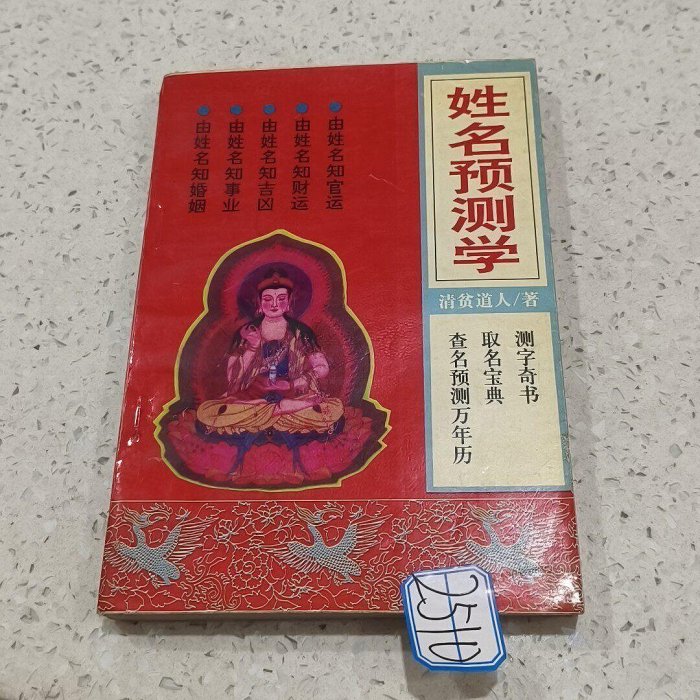 姓名预测学
清贫道人/著
测字奇书
取名宝典
查名预测万年历
由姓名知官运
由姓名知财运
由姓名知吉凶
由姓名知事业
由姓名知婚姻
2510